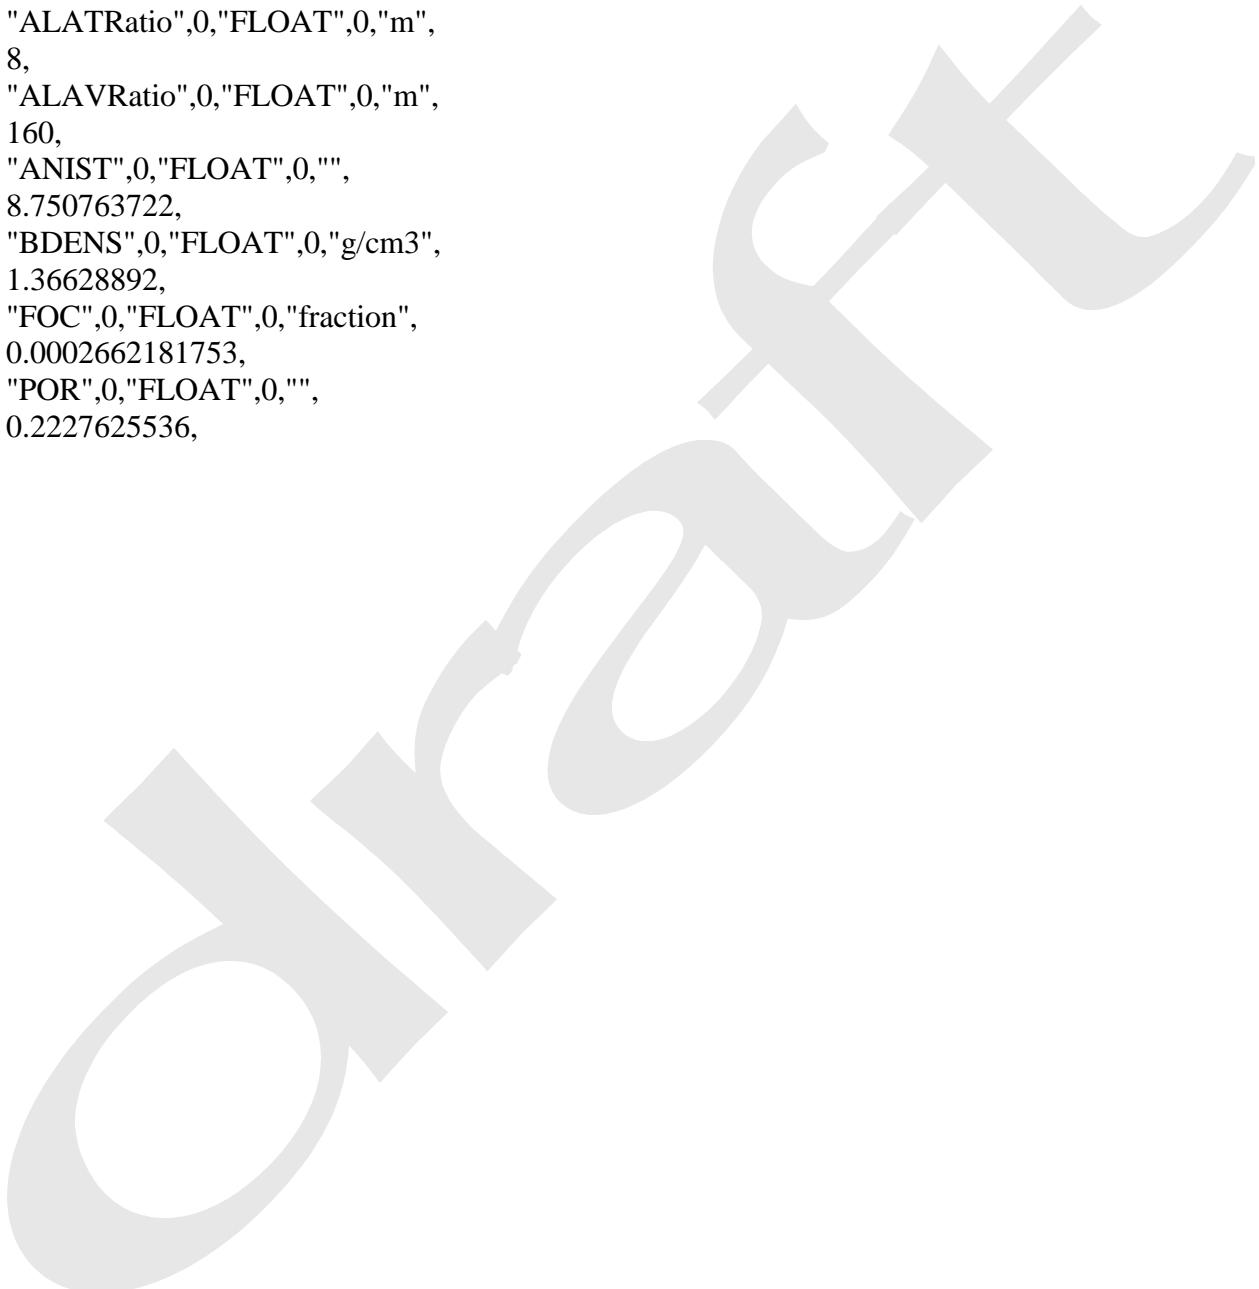 "ALATRatio",0,"FLOAT",0,"m",
8,
"ALAVRatio",0,"FLOAT",0,"m",
160,
"ANIST",0,"FLOAT",0,"",
8.750763722,
"BDENS",0,"FLOAT",0,"g/cm3",
1.36628892,
"FOC",0,"FLOAT",0,"fraction",
0.0002662181753,
"POR",0,"FLOAT",0,"",
0.2227625536,
draft